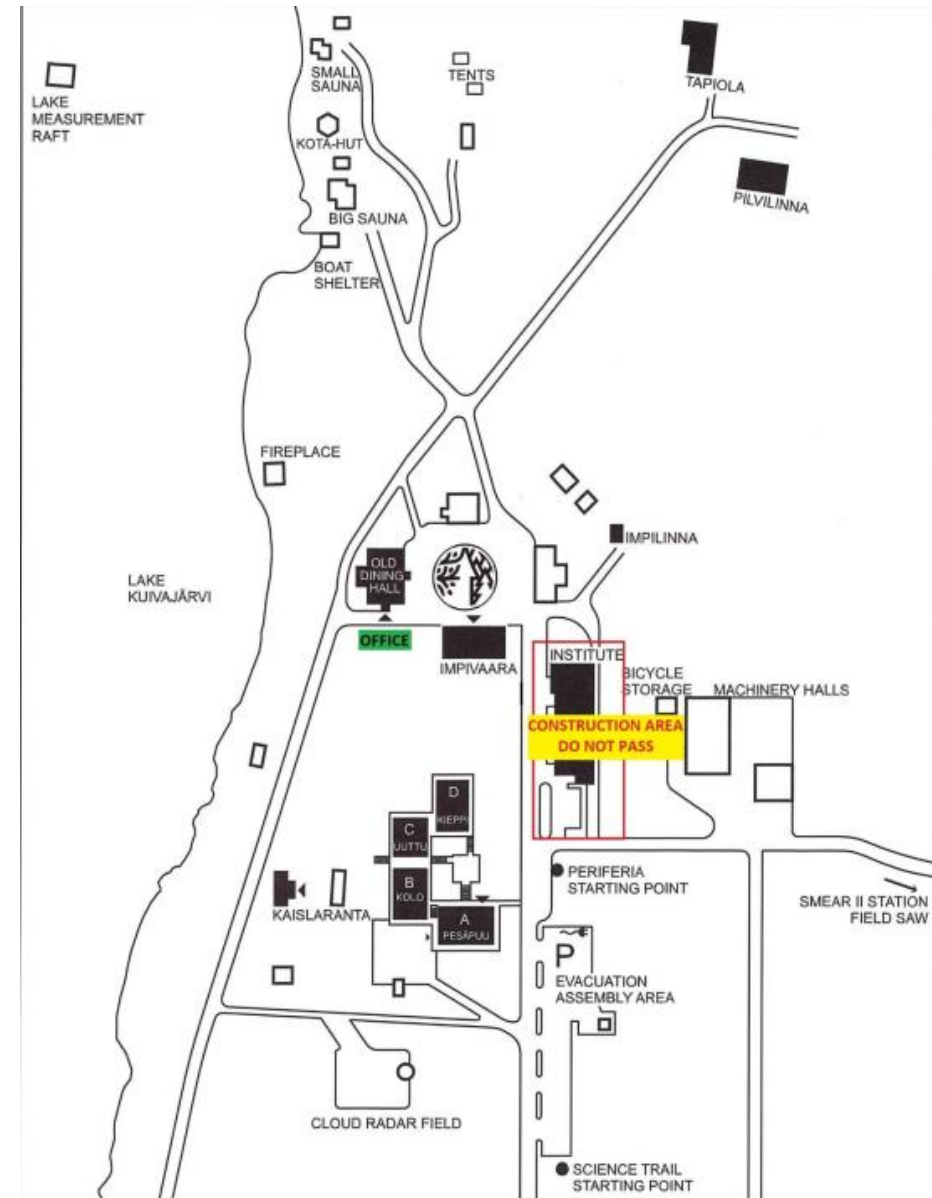 SMALL
SAUNA
TENTS
TAPIOLA
LAKE
MEASUREMENT
RAFT
KOTA-HUT
PILVILINNA
BIG SAUNA
BOAT
SHELTER
FIREPLACE
IMPILINNA
OLD
DINING
HALL
LAKE
KUIVAJÄRVI
OFFICE
IMPIVAARA
INSTITUTE
BICYCLE
STORAGE
MACHINERY HALLS
CONSTRUCTION AREA
DO NOT PASS
D
KIEPPI
C
UUTTU
B
KOLO
A
PESÄPUU
KAISLARANTA
PERIFERIA
STARTING POINT
SMEAR II STATION
FIELD SAW
P
EVACUATION
ASSEMBLY AREA
CLOUD RADAR FIELD
SCIENCE TRAIL
STARTING POINT